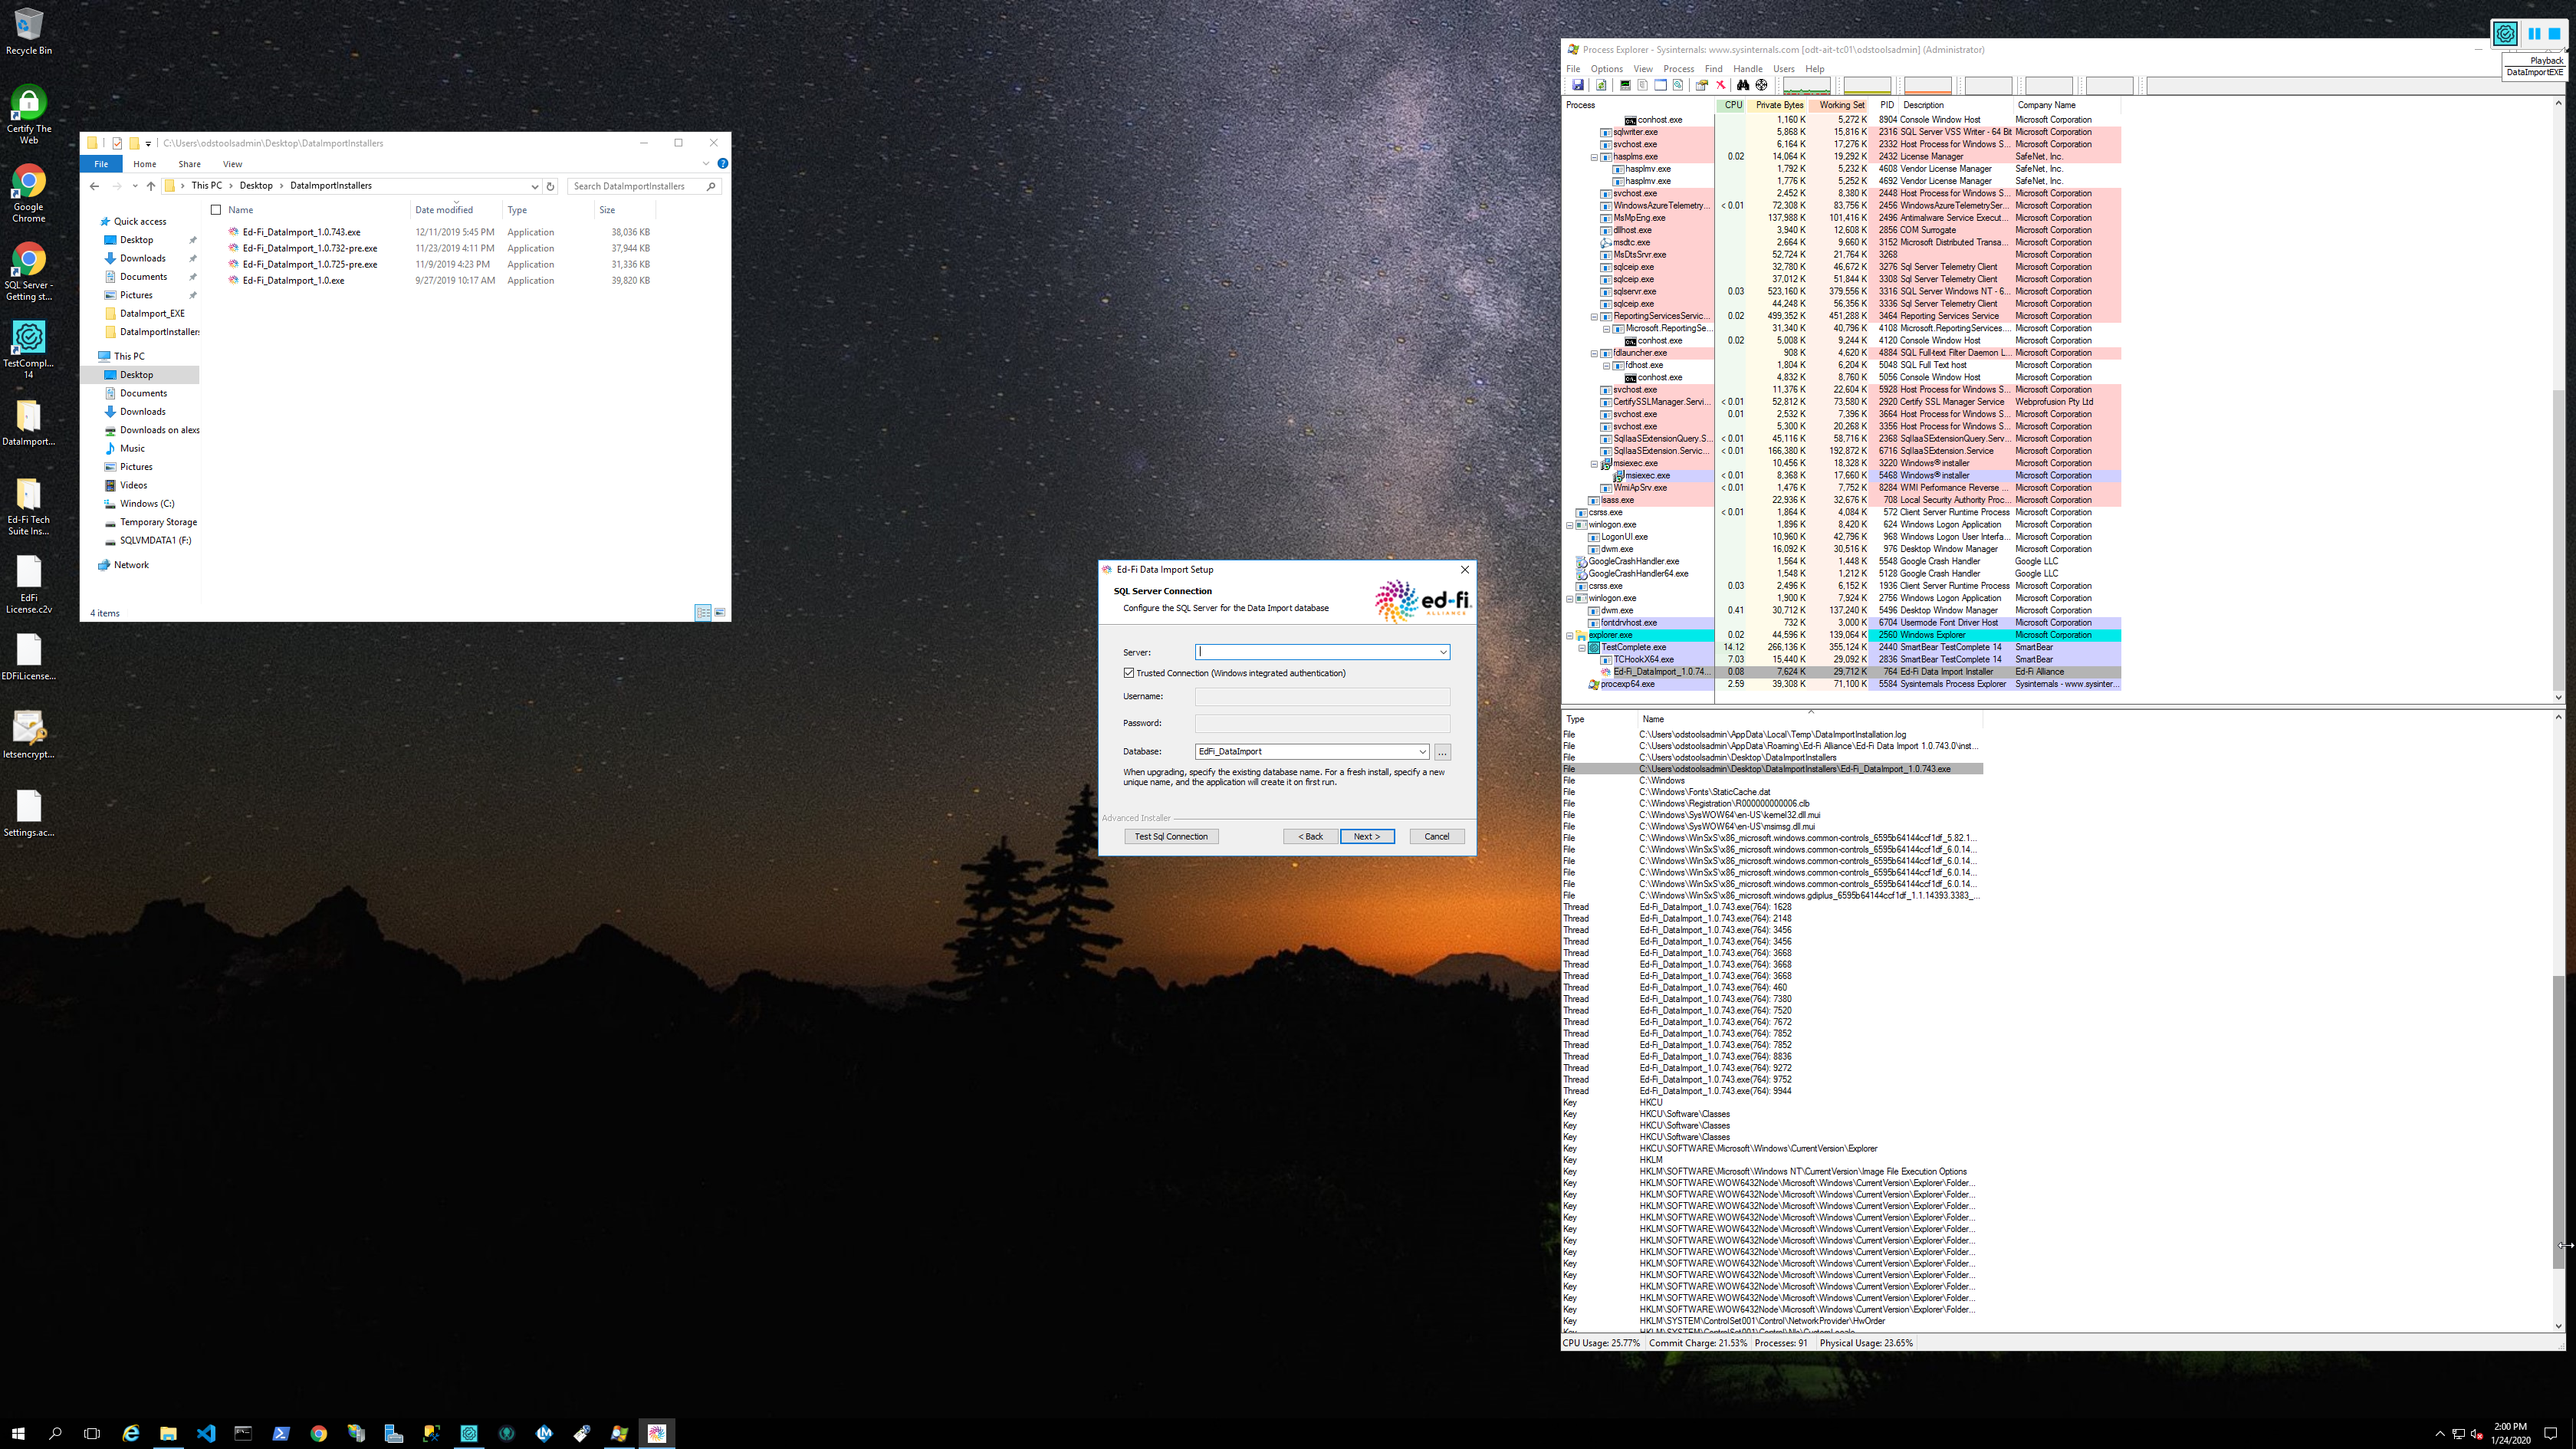 Recycle Bin
Certify The
Web
Google
Chrome
SQL Server -
Getting st...
TestCompl...
14
DataImport...
Ed-Fi Tech
Suite Ins...
EdFi
License.c2v
EDFiLicense...
letsencrypt...
Settings.ac...
C:\Users\odstoolsadmin\Desktop\DataImportInstallers
File Home Share View
This PC > Desktop > DataImportInstallers
Search DataImportInstallers
Name Date modified Type Size
Ed-Fi_DataImport_1.0.743.exe 12/11/2019 5:45 PM Application 38,036 KB
Ed-Fi_DataImport_1.0.732-pre.exe 11/23/2019 4:11 PM Application 37,944 KB
Ed-Fi_DataImport_1.0.725-pre.exe 11/9/2019 4:23 PM Application 31,336 KB
Ed-Fi_DataImport_1.0.exe 9/27/2019 10:17 AM Application 39,820 KB
Quick access
Desktop
Downloads
Documents
Pictures
DataImport_EXE
DataImportInstallers
This PC
Desktop
Documents
Downloads
Downloads on alexs
Music
Pictures
Videos
Windows (C:)
Temporary Storage
SQLVMDATA1 (F:)
Network
4 items
Ed-Fi Data Import Setup
SQL Server Connection
Configure the SQL Server for the Data Import database
ed-fi
ALLIANCE
Server:
Trusted Connection (Windows integrated authentication)
Username:
Password:
Database: EdFi_DataImport ...
When upgrading, specify the existing database name. For a fresh install, specify a new
unique name, and the application will create it on first run.
Advanced Installer
Test Sql Connection < Back Next > Cancel
Process Explorer - Sysinternals: www.sysinternals.com [odt-ait-tc01\odstoolsadmin] (Administrator)
File Options View Process Find Handle Users Help
Playback
DataImportEXE
Process CPU Private Bytes Working Set PID Description Company Name
conhost.exe 1,160 K 5,272 K 8904 Console Window Host Microsoft Corporation
sqlwriter.exe 5,868 K 15,816 K 2316 SQL Server VSS Writer - 64 Bit Microsoft Corporation
svchost.exe 6,164 K 17,276 K 2332 Host Process for Windows S... Microsoft Corporation
hasplms.exe 0.02 14,064 K 19,292 K 2432 License Manager SafeNet, Inc.
hasplmv.exe 1,792 K 5,232 K 4608 Vendor License Manager SafeNet, Inc.
hasplmv.exe 1,776 K 5,252 K 4692 Vendor License Manager SafeNet, Inc.
svchost.exe 2,452 K 8,380 K 2448 Host Process for Windows S... Microsoft Corporation
WindowsAzureTelemetry... < 0.01 72,308 K 83,756 K 2456 WindowsAzureTelemetrySer... Microsoft Corporation
MsMpEng.exe 137,988 K 101,416 K 2496 Antimalware Service Execut... Microsoft Corporation
dllhost.exe 3,940 K 12,608 K 2856 COM Surrogate Microsoft Corporation
msdtc.exe 2,664 K 9,660 K 3152 Microsoft Distributed Transa... Microsoft Corporation
MsDtsSrvr.exe 52,724 K 21,764 K 3268 Microsoft Corporation
sqlceip.exe 32,780 K 46,672 K 3276 Sql Server Telemetry Client Microsoft Corporation
sqlceip.exe 37,012 K 51,844 K 3308 Sql Server Telemetry Client Microsoft Corporation
sqlservr.exe 0.03 523,160 K 379,556 K 3316 SQL Server Windows NT - 6... Microsoft Corporation
sqlceip.exe 44,248 K 56,356 K 3336 Sql Server Telemetry Client Microsoft Corporation
ReportingServicesServic... 0.02 499,352 K 451,288 K 3464 Reporting Services Service Microsoft Corporation
Microsoft.ReportingSe... 31,340 K 40,796 K 4108 Microsoft.ReportingServices.... Microsoft Corporation
conhost.exe 0.02 5,008 K 9,244 K 4120 Console Window Host Microsoft Corporation
fdlauncher.exe 908 K 4,620 K 4884 SQL Full-text Filter Daemon L... Microsoft Corporation
fdhost.exe 1,804 K 6,204 K 5048 SQL Full Text host Microsoft Corporation
conhost.exe 4,832 K 8,760 K 5056 Console Window Host Microsoft Corporation
svchost.exe 11,376 K 22,604 K 5928 Host Process for Windows S... Microsoft Corporation
CertifySSLManager.Servi... < 0.01 52,812 K 73,580 K 2920 Certify SSL Manager Service Webprofusion Pty Ltd
svchost.exe 0.01 2,532 K 7,396 K 3664 Host Process for Windows S... Microsoft Corporation
svchost.exe 5,300 K 20,268 K 3356 Host Process for Windows S... Microsoft Corporation
SqlIaaSExtensionQuery.S... < 0.01 45,116 K 58,716 K 2368 SqlIaaSExtensionQuery.Serv... Microsoft Corporation
SqlIaaSExtension.Servic... < 0.01 166,380 K 192,872 K 6716 SqlIaaSExtension.Service Microsoft Corporation
msiexec.exe 10,456 K 18,328 K 3220 Windows® installer Microsoft Corporation
msiexec.exe < 0.01 8,368 K 17,660 K 5468 Windows® installer Microsoft Corporation
WmiApSrv.exe < 0.01 1,476 K 7,752 K 8284 WMI Performance Reverse ... Microsoft Corporation
lsass.exe 22,936 K 32,676 K 708 Local Security Authority Proc... Microsoft Corporation
csrss.exe < 0.01 1,864 K 4,084 K 572 Client Server Runtime Process Microsoft Corporation
winlogon.exe 1,896 K 8,420 K 624 Windows Logon Application Microsoft Corporation
LogonUI.exe 10,960 K 42,796 K 968 Windows Logon User Interfa... Microsoft Corporation
dwm.exe 16,092 K 30,516 K 976 Desktop Window Manager Microsoft Corporation
GoogleCrashHandler.exe 1,564 K 1,448 K 5548 Google Crash Handler Google LLC
GoogleCrashHandler64.exe 1,548 K 1,212 K 5128 Google Crash Handler Google LLC
csrss.exe 0.03 2,496 K 6,152 K 1936 Client Server Runtime Process Microsoft Corporation
winlogon.exe 1,900 K 7,924 K 2756 Windows Logon Application Microsoft Corporation
dwm.exe 0.41 30,712 K 137,240 K 5496 Desktop Window Manager Microsoft Corporation
fontdrvhost.exe 732 K 3,000 K 6704 Usermode Font Driver Host Microsoft Corporation
explorer.exe 0.02 44,596 K 139,064 K 2560 Windows Explorer Microsoft Corporation
TestComplete.exe 14.12 266,136 K 355,124 K 2440 SmartBear TestComplete 14 SmartBear
TCHookX64.exe 7.03 15,440 K 29,092 K 2836 SmartBear TestComplete 14 SmartBear
Ed-Fi_DataImport_1.0.74... 0.08 7,624 K 29,712 K 764 Ed-Fi Data Import Installer Ed-Fi Alliance
procexp64.exe 2.59 39,308 K 71,100 K 5584 Sysinternals Process Explorer Sysinternals - www.sysinter...
Type Name
File C:\Users\odstoolsadmin\AppData\Local\Temp\DataImportInstallation.log
File C:\Users\odstoolsadmin\AppData\Roaming\Ed-Fi Alliance\Ed-Fi Data Import 1.0.743.0\inst...
File C:\Users\odstoolsadmin\Desktop\DataImportInstallers
File C:\Users\odstoolsadmin\Desktop\DataImportInstallers\Ed-Fi_DataImport_1.0.743.exe
File C:\Windows
File C:\Windows\Fonts\StaticCache.dat
File C:\Windows\Registration\R000000000006.clb
File C:\Windows\SysWOW64\en-US\kernel32.dll.mui
File C:\Windows\SysWOW64\en-US\msimsg.dll.mui
File C:\Windows\WinSxS\x86_microsoft.windows.common-controls_6595b64144ccf1df_5.82.1...
File C:\Windows\WinSxS\x86_microsoft.windows.common-controls_6595b64144ccf1df_6.0.14...
File C:\Windows\WinSxS\x86_microsoft.windows.common-controls_6595b64144ccf1df_6.0.14...
File C:\Windows\WinSxS\x86_microsoft.windows.common-controls_6595b64144ccf1df_6.0.14...
File C:\Windows\WinSxS\x86_microsoft.windows.common-controls_6595b64144ccf1df_6.0.14...
File C:\Windows\WinSxS\x86_microsoft.windows.gdiplus_6595b64144ccf1df_1.1.14393.3383_...
Thread Ed-Fi_DataImport_1.0.743.exe(764): 1628
Thread Ed-Fi_DataImport_1.0.743.exe(764): 2148
Thread Ed-Fi_DataImport_1.0.743.exe(764): 3456
Thread Ed-Fi_DataImport_1.0.743.exe(764): 3456
Thread Ed-Fi_DataImport_1.0.743.exe(764): 3668
Thread Ed-Fi_DataImport_1.0.743.exe(764): 3668
Thread Ed-Fi_DataImport_1.0.743.exe(764): 3668
Thread Ed-Fi_DataImport_1.0.743.exe(764): 460
Thread Ed-Fi_DataImport_1.0.743.exe(764): 7380
Thread Ed-Fi_DataImport_1.0.743.exe(764): 7520
Thread Ed-Fi_DataImport_1.0.743.exe(764): 7672
Thread Ed-Fi_DataImport_1.0.743.exe(764): 7852
Thread Ed-Fi_DataImport_1.0.743.exe(764): 7852
Thread Ed-Fi_DataImport_1.0.743.exe(764): 8836
Thread Ed-Fi_DataImport_1.0.743.exe(764): 9272
Thread Ed-Fi_DataImport_1.0.743.exe(764): 9752
Thread Ed-Fi_DataImport_1.0.743.exe(764): 9944
Key HKCU
Key HKCU\Software\Classes
Key HKCU\Software\Classes
Key HKCU\Software\Classes
Key HKCU\SOFTWARE\Microsoft\Windows\CurrentVersion\Explorer
Key HKLM
Key HKLM\SOFTWARE\Microsoft\Windows NT\CurrentVersion\Image File Execution Options
Key HKLM\SOFTWARE\WOW6432Node\Microsoft\Windows\CurrentVersion\Explorer\Folder...
Key HKLM\SOFTWARE\WOW6432Node\Microsoft\Windows\CurrentVersion\Explorer\Folder...
Key HKLM\SOFTWARE\WOW6432Node\Microsoft\Windows\CurrentVersion\Explorer\Folder...
Key HKLM\SOFTWARE\WOW6432Node\Microsoft\Windows\CurrentVersion\Explorer\Folder...
Key HKLM\SOFTWARE\WOW6432Node\Microsoft\Windows\CurrentVersion\Explorer\Folder...
Key HKLM\SOFTWARE\WOW6432Node\Microsoft\Windows\CurrentVersion\Explorer\Folder...
Key HKLM\SOFTWARE\WOW6432Node\Microsoft\Windows\CurrentVersion\Explorer\Folder...
Key HKLM\SOFTWARE\WOW6432Node\Microsoft\Windows\CurrentVersion\Explorer\Folder...
Key HKLM\SOFTWARE\WOW6432Node\Microsoft\Windows\CurrentVersion\Explorer\Folder...
Key HKLM\SOFTWARE\WOW6432Node\Microsoft\Windows\CurrentVersion\Explorer\Folder...
Key HKLM\SOFTWARE\WOW6432Node\Microsoft\Windows\CurrentVersion\Explorer\Folder...
Key HKLM\SOFTWARE\WOW6432Node\Microsoft\Windows\CurrentVersion\Explorer\Folder...
Key HKLM\SYSTEM\ControlSet001\Control\NetworkProvider\HwOrder
Key HKLM\SYSTEM\ControlSet001\Control\Nls\CustomLocale
CPU Usage: 25.77% Commit Charge: 21.53% Processes: 91 Physical Usage: 23.65%
2:00 PM
1/24/2020